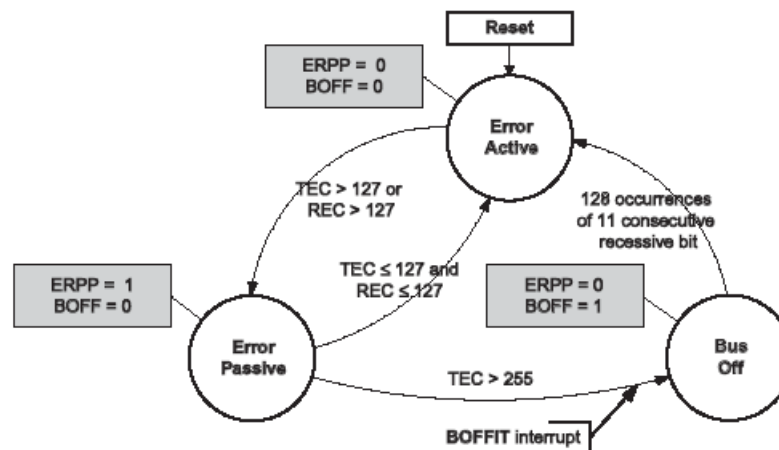 Reset
ERPP = 0
BOFF = 0
Error
Active
TEC > 127 or
REC > 127
128 occurrences
of 11 consecutive
recessive bit
TEC ≤ 127 and
REC ≤ 127
ERPP = 1
BOFF = 0
ERPP = 0
BOFF = 1
Error
Passive
Bus
Off
TEC > 255
BOFFIT interrupt